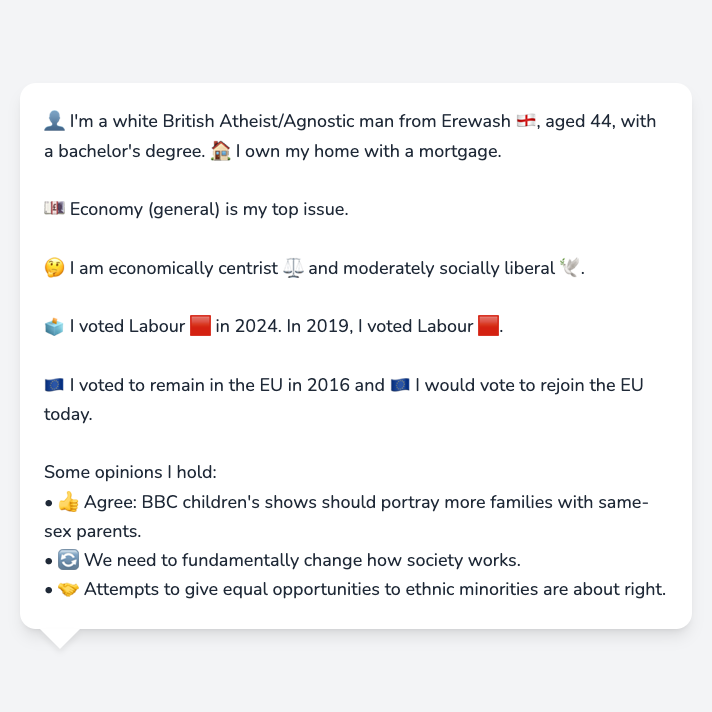 👤 I'm a white British Atheist/Agnostic man from Erewash 🏴󠁧󠁢󠁥󠁮󠁧󠁿, aged 44, with
a bachelor's degree. 🏠 I own my home with a mortgage.
💷 Economy (general) is my top issue.
🤔 I am economically centrist ⚖️ and moderately socially liberal 🕊️.
🗳️ I voted Labour 🟥 in 2024. In 2019, I voted Labour 🟥.
🇪🇺 I voted to remain in the EU in 2016 and 🇪🇺 I would vote to rejoin the EU
today.
Some opinions I hold:
• 👍 Agree: BBC children's shows should portray more families with same-
sex parents.
• 🔄 We need to fundamentally change how society works.
• 🤝 Attempts to give equal opportunities to ethnic minorities are about right.